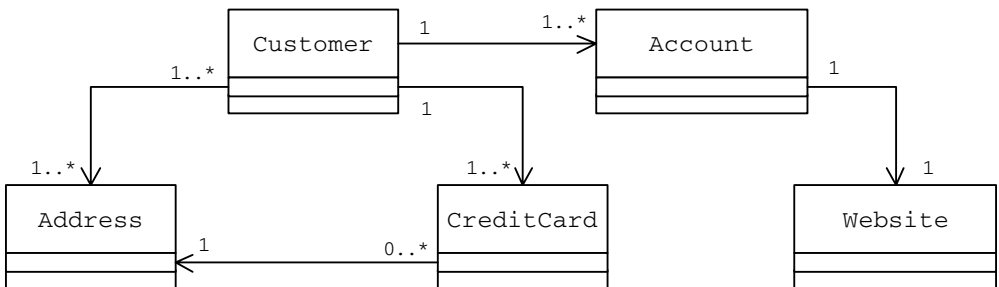 Customer
1
1..*
Account
1..*
1
1
1..*
1..*
1
Address
CreditCard
Website
1
0..*